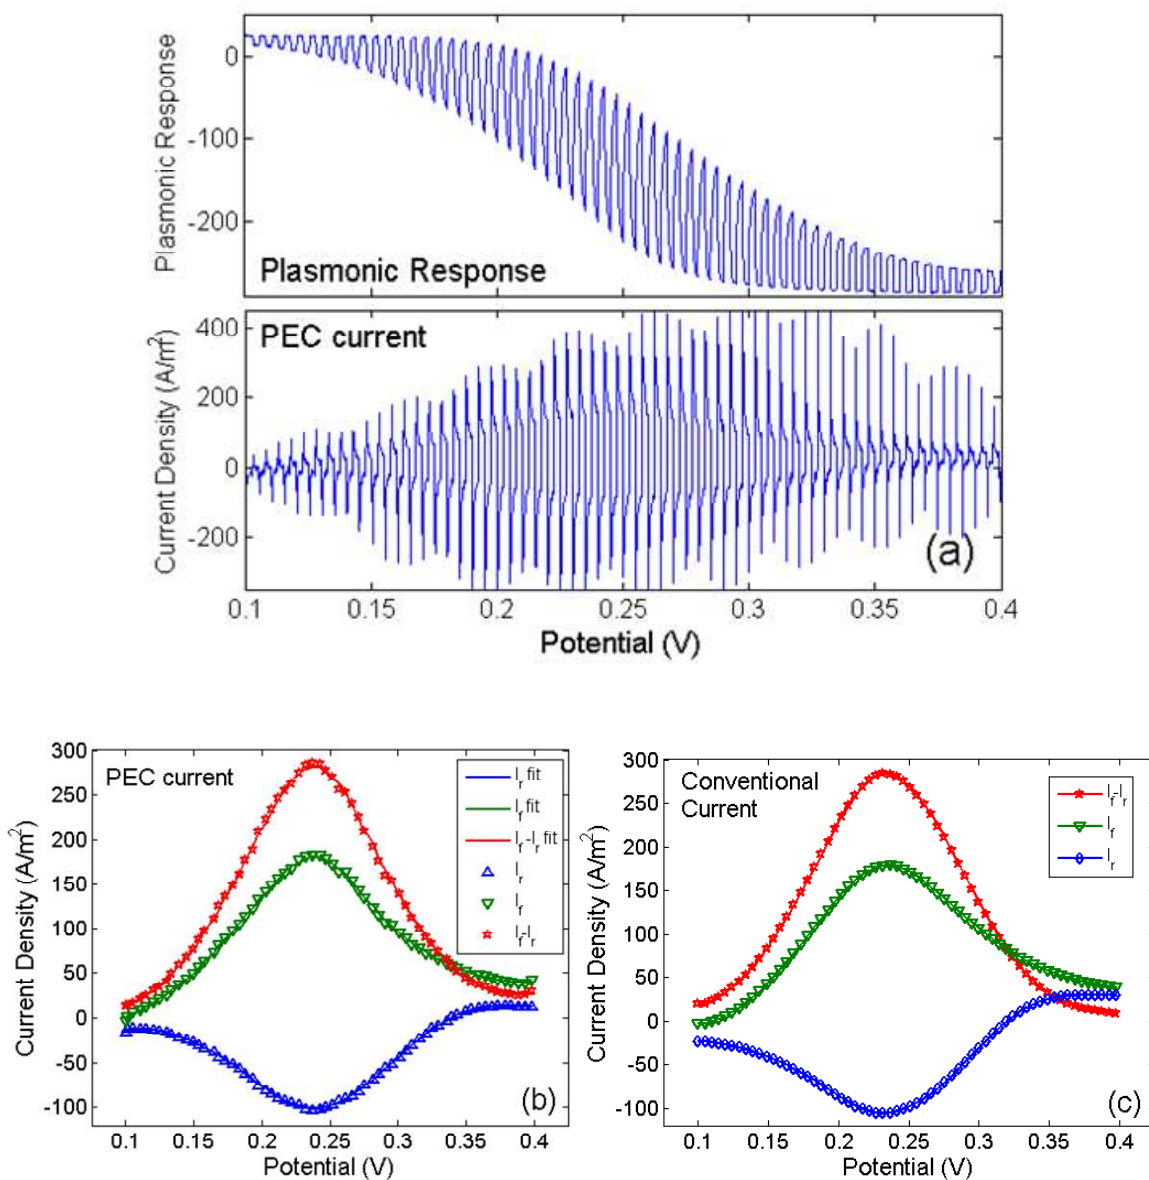 Plasmonic Response
0
-100
-200
Plasmonic Response
Current Density (A/m²)
400
200
0
-200
PEC current
(a)
0.1 0.15 0.2 0.25 0.3 0.35 0.4
Potential (V)
Current Density (A/m²)
300
250
200
150
100
50
0
-50
-100
PEC current
I_r fit
I_f fit
I_f-I_r fit
I_r
I_f
I_f-I_r
(b)
0.1 0.15 0.2 0.25 0.3 0.35 0.4
Potential (V)
Current Density (A/m²)
300
250
200
150
100
50
0
-50
-100
Conventional
Current
I_f-I_r
I_f
I_r
(c)
0.1 0.15 0.2 0.25 0.3 0.35 0.4
Potential (V)